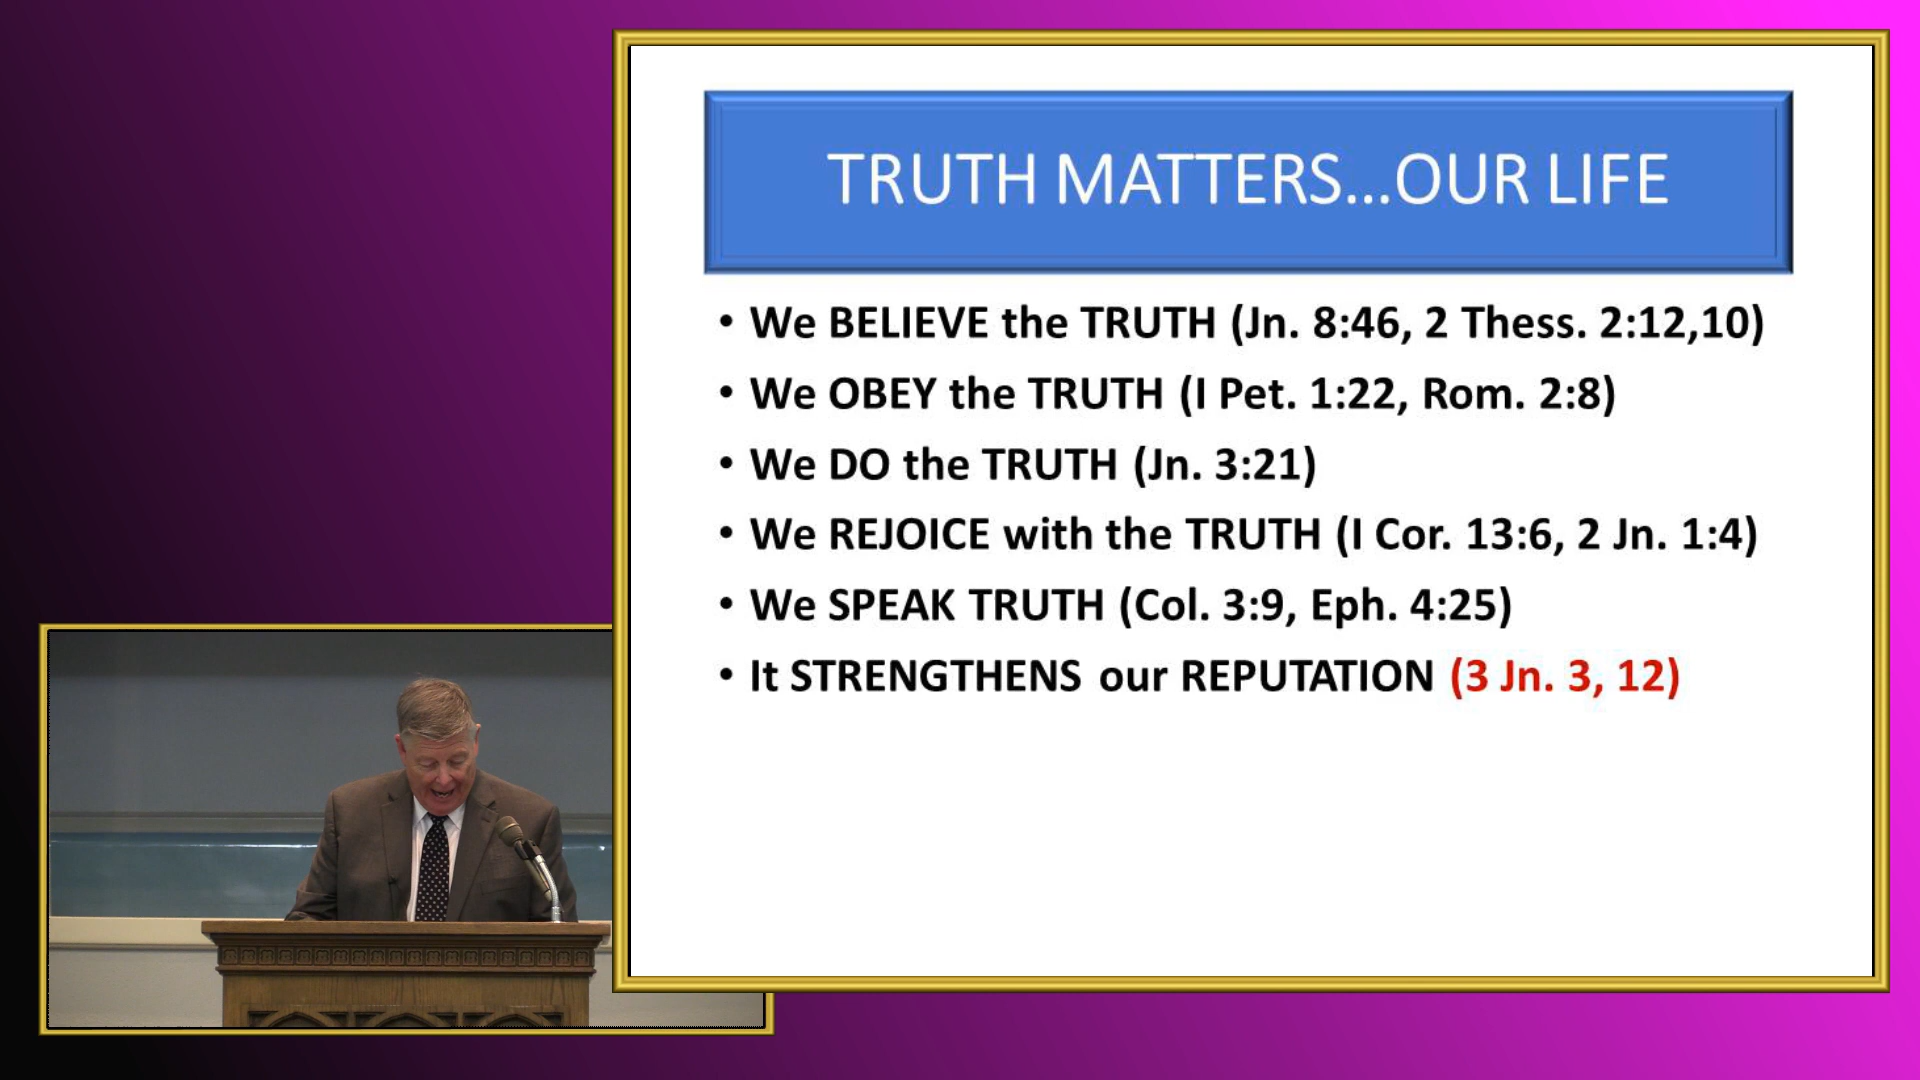 TRUTH MATTERS...OUR LIFE
• We BELIEVE the TRUTH (Jn. 8:46, 2 Thess. 2:12,10)
• We OBEY the TRUTH (I Pet. 1:22, Rom. 2:8)
• We DO the TRUTH (Jn. 3:21)
• We REJOICE with the TRUTH (I Cor. 13:6, 2 Jn. 1:4)
• We SPEAK TRUTH (Col. 3:9, Eph. 4:25)
• It STRENGTHENS our REPUTATION (3 Jn. 3, 12)